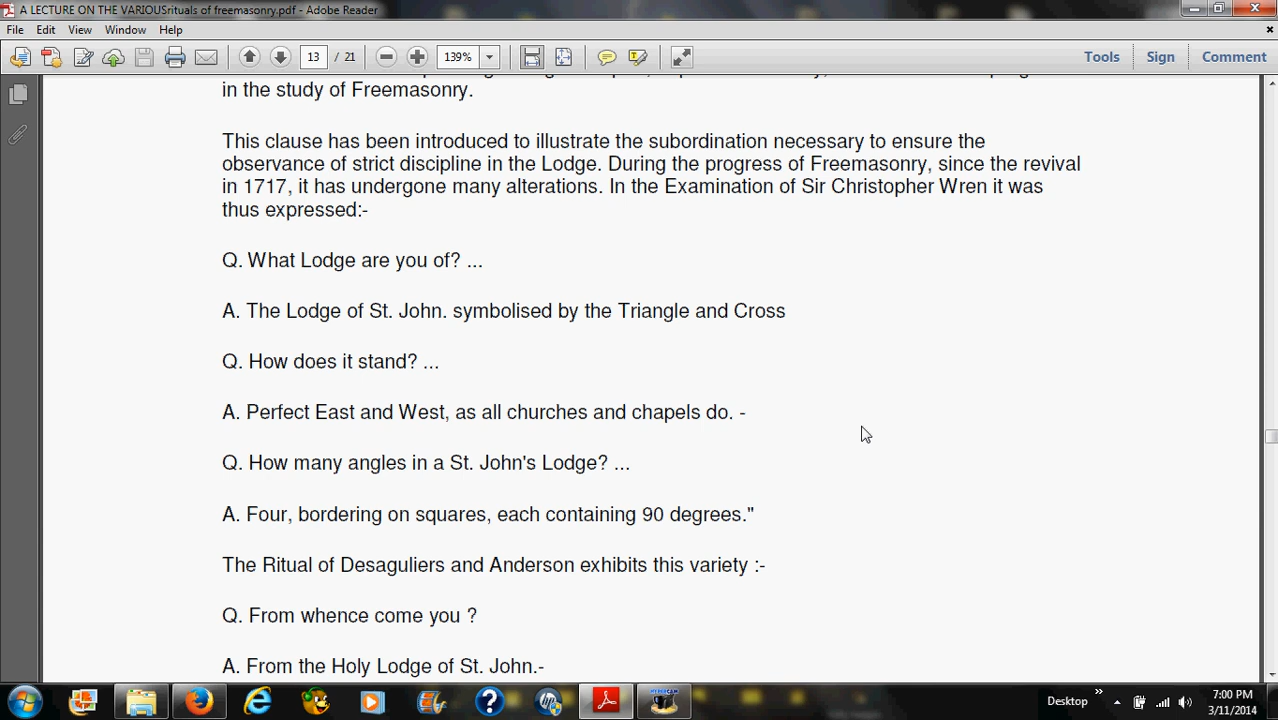 A LECTURE ON THE VARIOUSrituals of freemasonry.pdf - Adobe Reader
File Edit View Window Help
13 / 21 139% Tools Sign Comment
in the study of Freemasonry.
This clause has been introduced to illustrate the subordination necessary to ensure the
observance of strict discipline in the Lodge. During the progress of Freemasonry, since the revival
in 1717, it has undergone many alterations. In the Examination of Sir Christopher Wren it was
thus expressed:-
Q. What Lodge are you of? ...
A. The Lodge of St. John. symbolised by the Triangle and Cross
Q. How does it stand? ...
A. Perfect East and West, as all churches and chapels do. -
Q. How many angles in a St. John's Lodge? ...
A. Four, bordering on squares, each containing 90 degrees."
The Ritual of Desaguliers and Anderson exhibits this variety :-
Q. From whence come you ?
A. From the Holy Lodge of St. John.-
Desktop
7:00 PM
3/11/2014